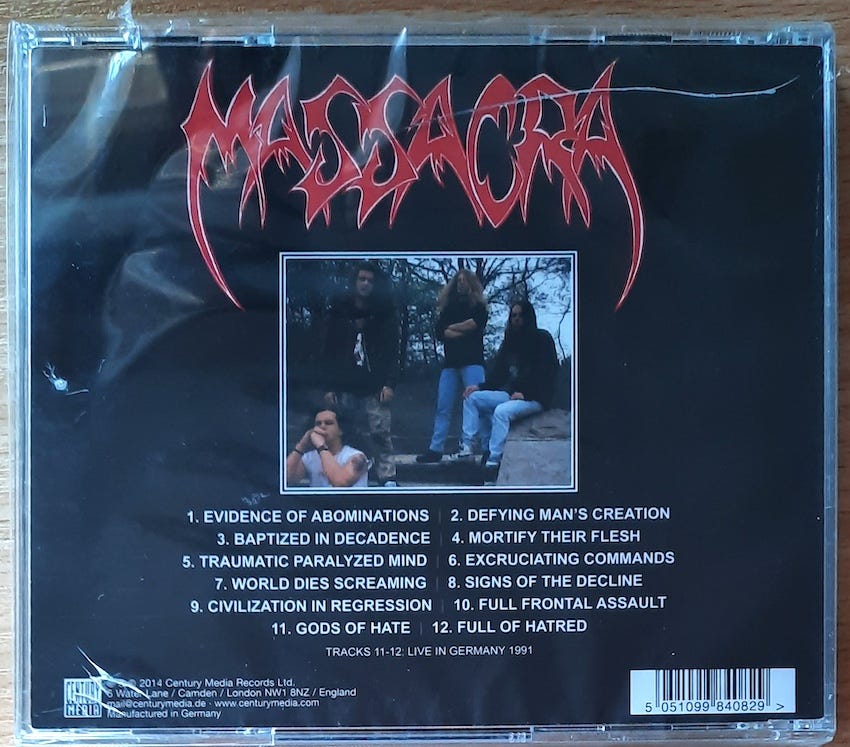 MASSACRA
1. EVIDENCE OF ABOMINATIONS | 2. DEFYING MAN'S CREATION
3. BAPTIZED IN DECADENCE | 4. MORTIFY THEIR FLESH
5. TRAUMATIC PARALYZED MIND | 6. EXCRUCIATING COMMANDS
7. WORLD DIES SCREAMING | 8. SIGNS OF THE DECLINE
9. CIVILIZATION IN REGRESSION | 10. FULL FRONTAL ASSAULT
11. GODS OF HATE | 12. FULL OF HATRED
TRACKS 11-12: LIVE IN GERMANY 1991
CENTURY
MEDIA
℗ © 2014 Century Media Records Ltd.
6 Water Lane / Camden / London NW1 8NZ / England
mail@centurymedia.de · www.centurymedia.com
Manufactured in Germany
5 051099 840829 >